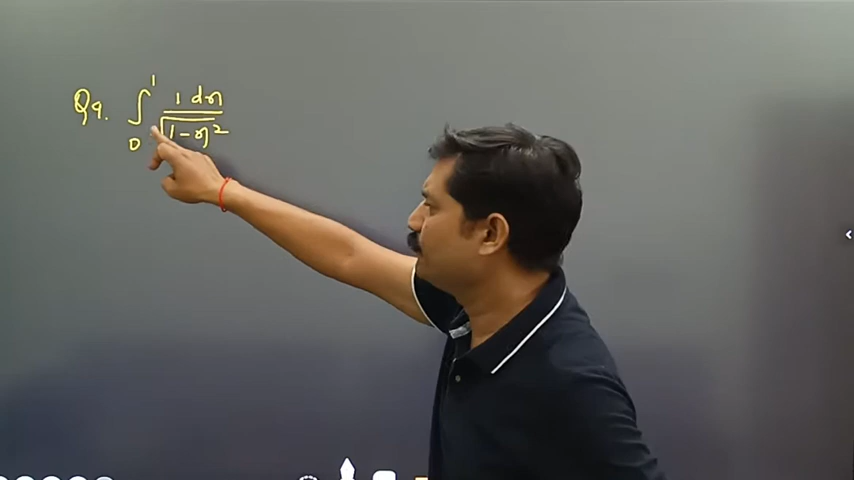 Q9. ∫₀¹ 1 dx / √(1-x²)